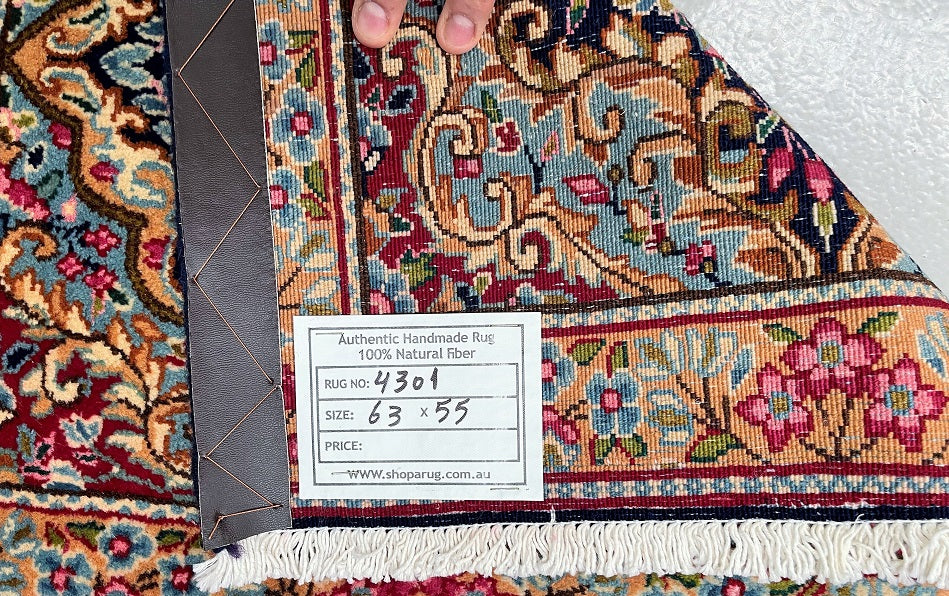 Authentic Handmade Rug
100% Natural Fiber
RUG NO: 4301
SIZE: 63 x 55
PRICE:
www.shoparug.com.au